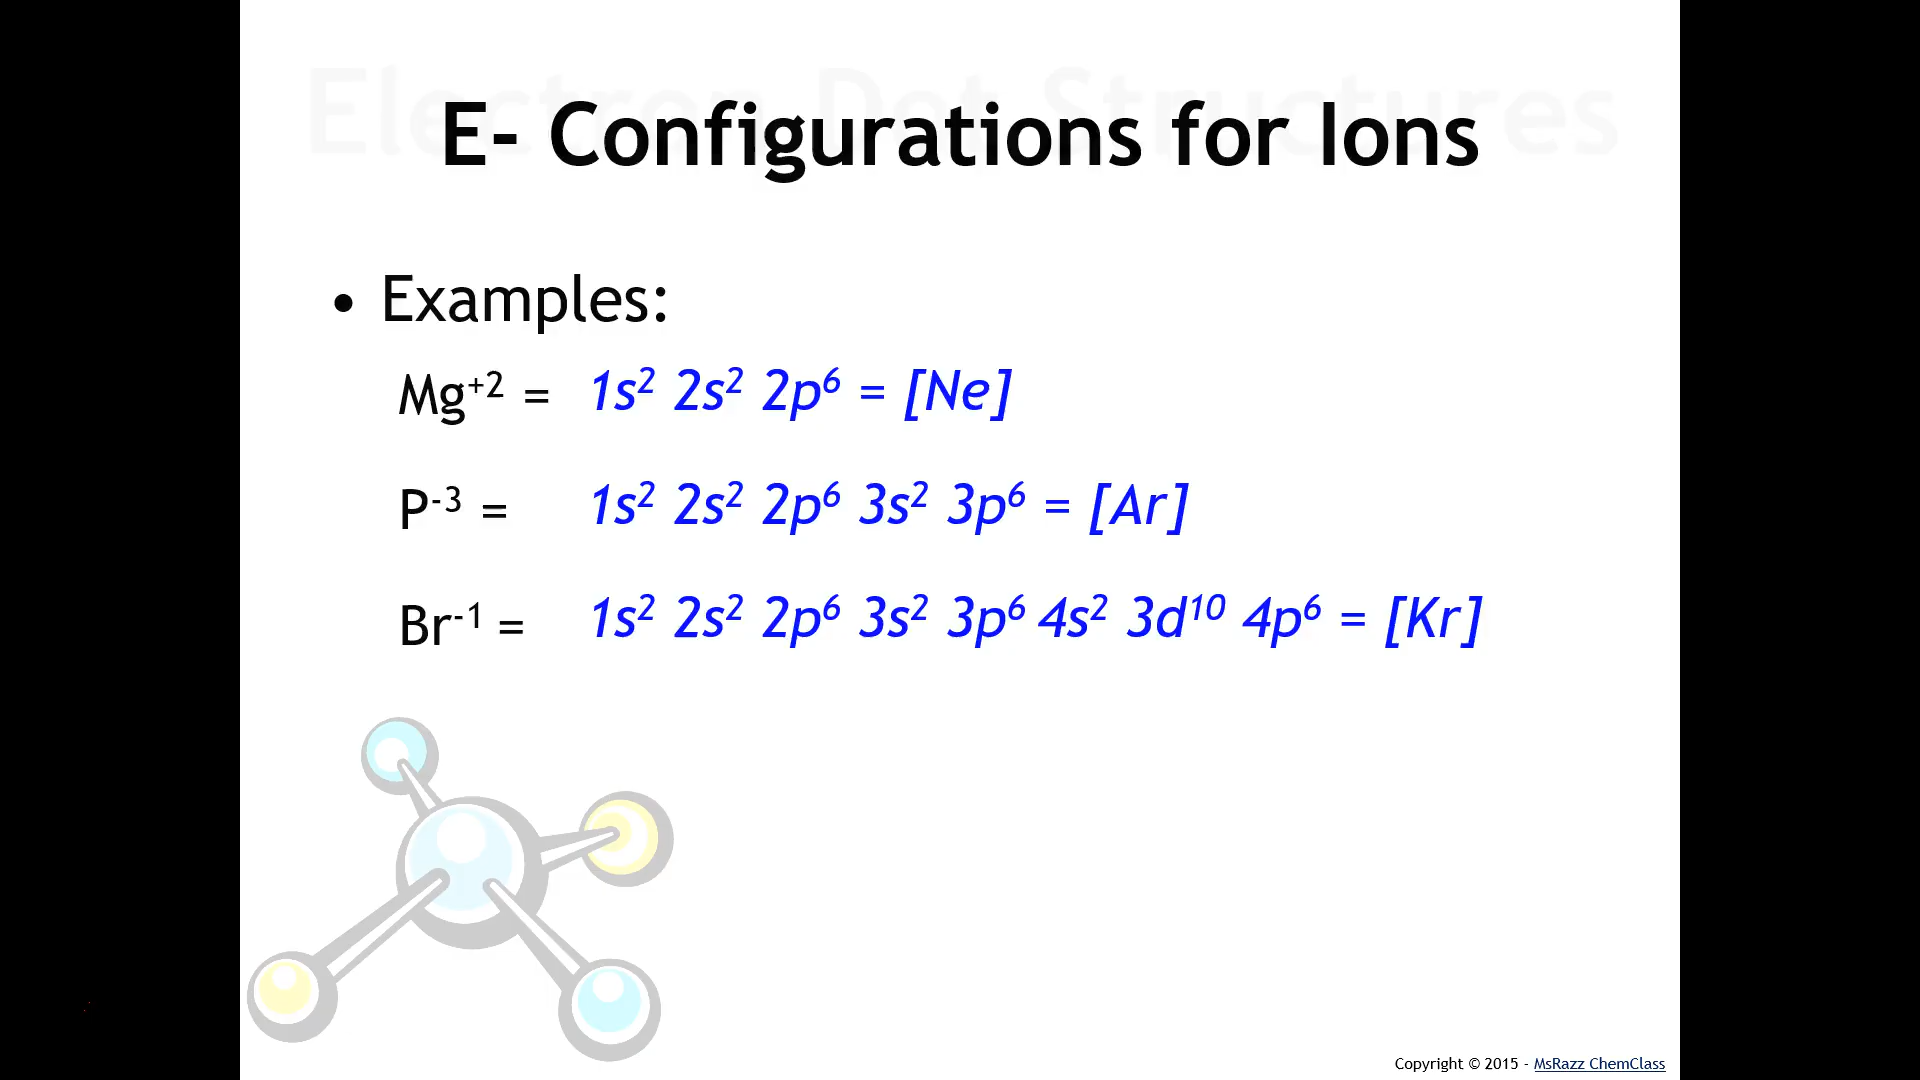 Electron Dot Structures
E- Configurations for Ions
• Examples:
Mg⁺² = 1s² 2s² 2p⁶ = [Ne]
P⁻³ = 1s² 2s² 2p⁶ 3s² 3p⁶ = [Ar]
Br⁻¹ = 1s² 2s² 2p⁶ 3s² 3p⁶ 4s² 3d¹⁰ 4p⁶ = [Kr]
Copyright © 2015 - MsRazz ChemClass